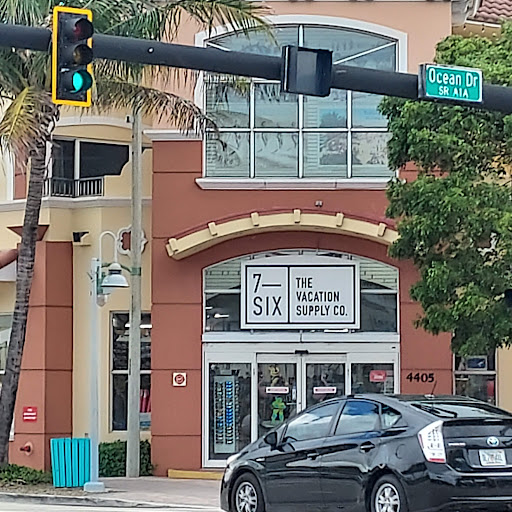 Ocean Dr
SR A1A
7—
SIX
THE
VACATION
SUPPLY CO.
4405